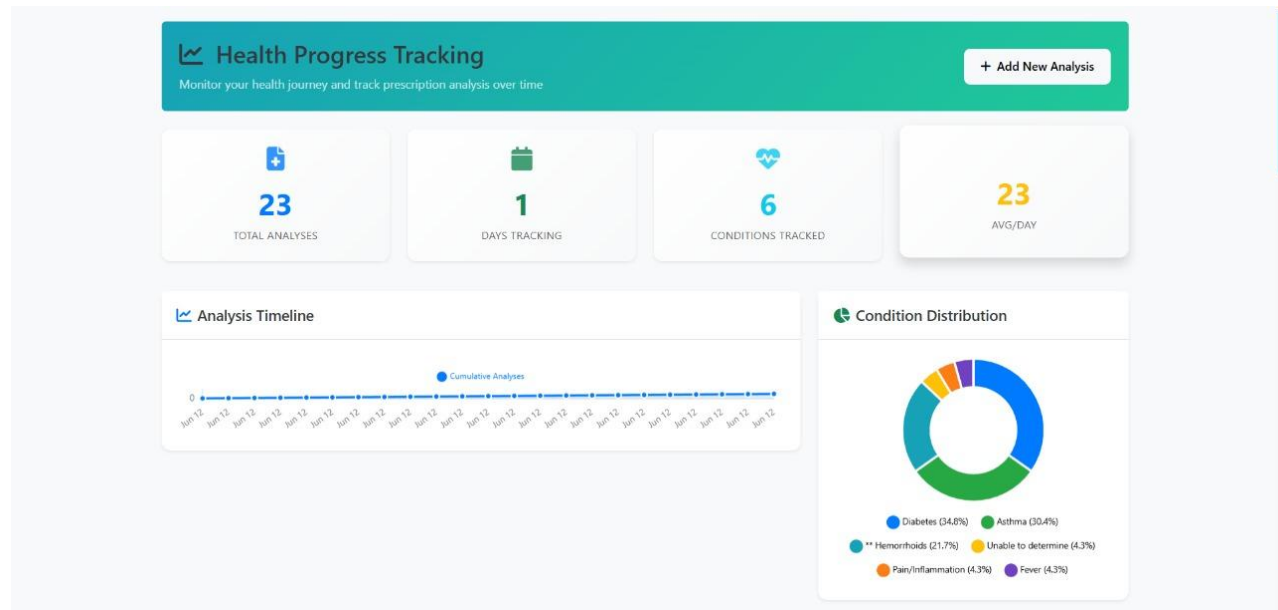 Health Progress Tracking
Monitor your health journey and track prescription analysis over time
+ Add New Analysis
23
TOTAL ANALYSES
1
DAYS TRACKING
6
CONDITIONS TRACKED
23
AVG/DAY
Analysis Timeline
Cumulative Analyses
0
Jun 12 Jun 12 Jun 12 Jun 12 Jun 12 Jun 12 Jun 12 Jun 12 Jun 12 Jun 12 Jun 12 Jun 12 Jun 12 Jun 12 Jun 12 Jun 12 Jun 12 Jun 12 Jun 12 Jun 12 Jun 12 Jun 12 Jun 12
Condition Distribution
Diabetes (34.8%) Asthma (30.4%)
** Hemorrhoids (21.7%) Unable to determine (4.3%)
Pain/Inflammation (4.3%) Fever (4.3%)